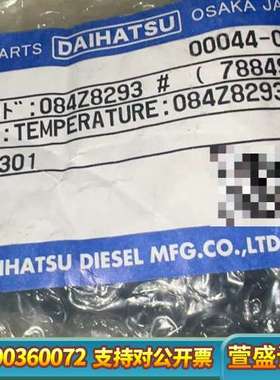 PARTS DAIHATSU OSAKA JA
00044-0
ド:084Z8293 # ( 7884
:TEMPERATURE:084Z8293
301
IHATSU DIESEL MFG.CO.,LTD.
00360072 支持对公开票 萱盛